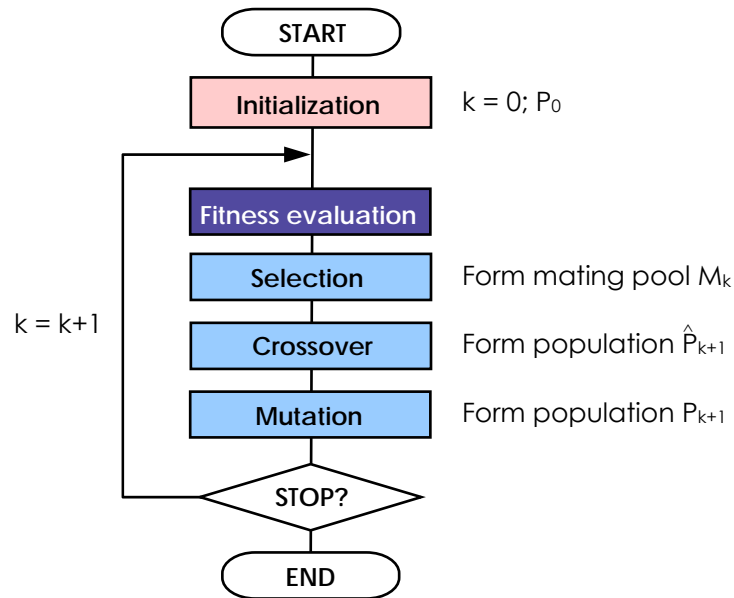 START
Initialization
k = 0; P₀
Fitness evaluation
Selection
Form mating pool Mₖ
k = k+1
Crossover
Form population P̂ₖ₊₁
Mutation
Form population Pₖ₊₁
STOP?
END